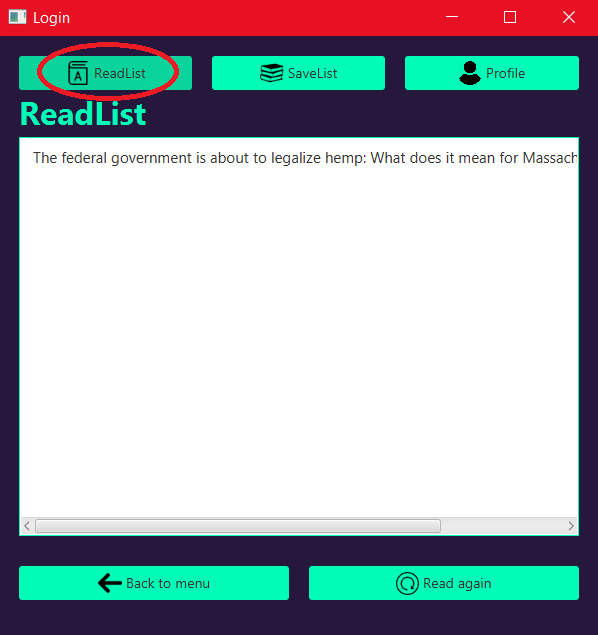 Login
ReadList
SaveList
Profile
ReadList
The federal government is about to legalize hemp: What does it mean for Massach
Back to menu
Read again